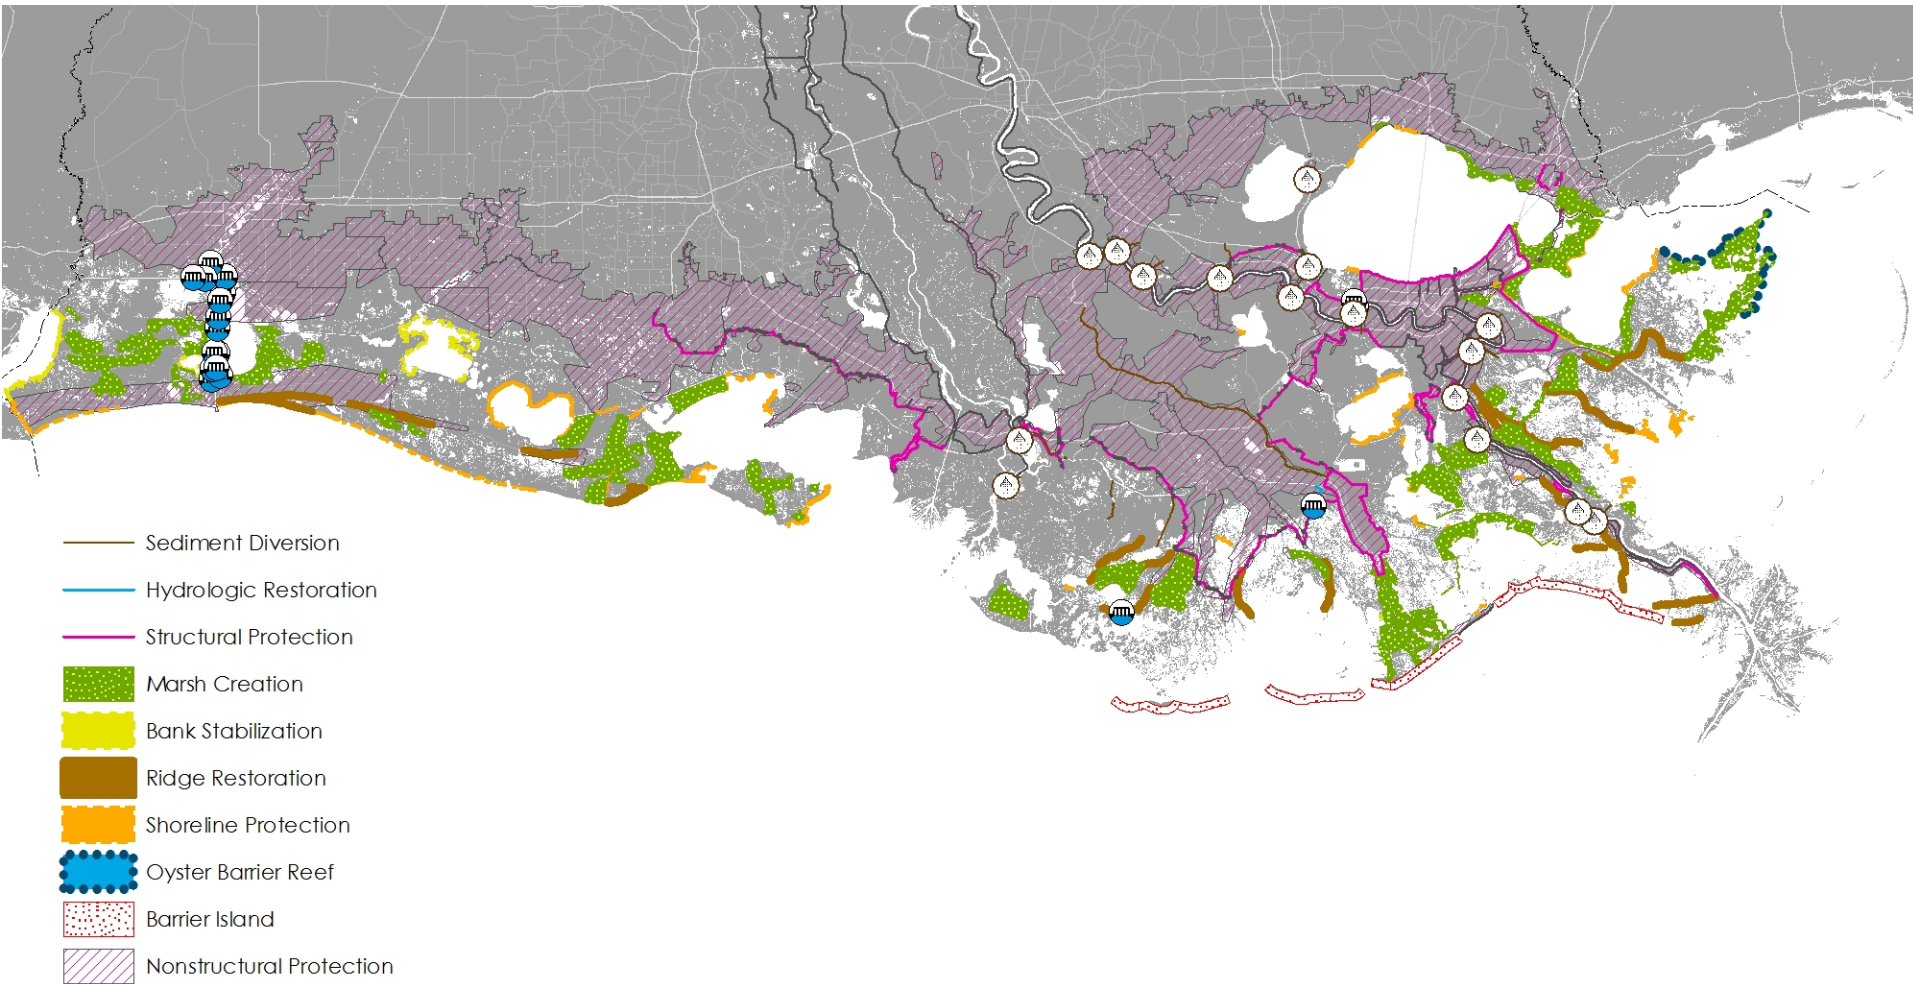 Sediment Diversion
Hydrologic Restoration
Structural Protection
Marsh Creation
Bank Stabilization
Ridge Restoration
Shoreline Protection
Oyster Barrier Reef
Barrier Island
Nonstructural Protection